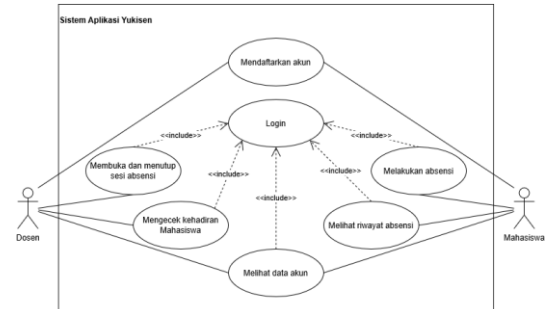 Sistem Aplikasi Yukisen
Mendaftarkan akun
Login
<<include>>
<<include>>
Membuka dan menutup
sesi absensi
<<include>>
<<include>>
Melakukan absensi
<<include>>
Mengecek kehadiran
Mahasiswa
Melihat riwayat absensi
Dosen
Mahasiswa
Melihat data akun